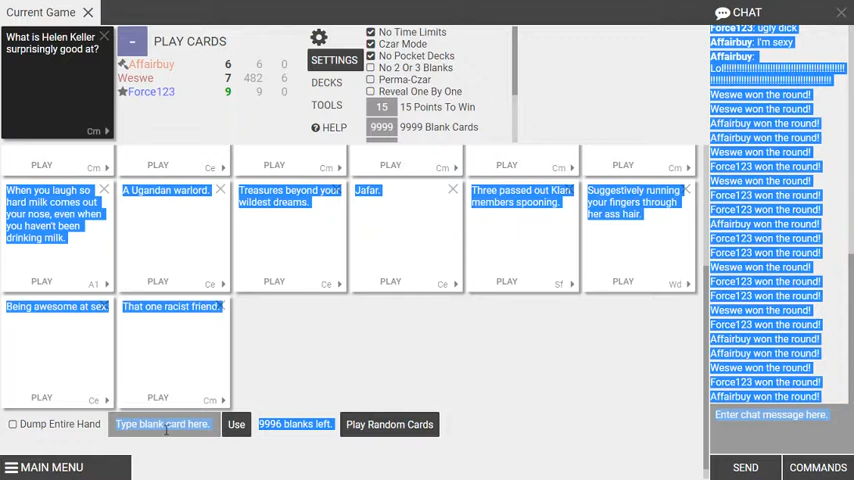 Current Game
What is Helen Keller
surprisingly good at?
Cm
-
PLAY CARDS
Affairbuy 6 6 0
Weswe 7 482 6
Force123 9 9 0
SETTINGS
DECKS
TOOLS
HELP
No Time Limits
Czar Mode
No Pocket Decks
No 2 Or 3 Blanks
Perma-Czar
Reveal One By One
15 15 Points To Win
9999 9999 Blank Cards
PLAY Cm
PLAY Ce
PLAY Cm
PLAY Cm
PLAY Cm
PLAY Cm
When you laugh so
hard milk comes out
your nose, even when
you haven't been
drinking milk.
PLAY A1
A Ugandan warlord.
PLAY Ce
Treasures beyond your
wildest dreams.
PLAY Ce
Jafar.
PLAY Ce
Three passed out Klan
members spooning.
PLAY Sf
Suggestively running
your fingers through
her ass hair.
PLAY Wd
Being awesome at sex.
PLAY Ce
That one racist friend.
PLAY Cm
Dump Entire Hand
Type blank card here.
Use
9996 blanks left.
Play Random Cards
MAIN MENU
CHAT
Force123: ugly dick
Affairbuy: I'm sexy
Affairbuy:
Weswe won the round!
Weswe won the round!
Affairbuy won the round!
Affairbuy won the round!
Weswe won the round!
Force123 won the round!
Weswe won the round!
Force123 won the round!
Force123 won the round!
Affairbuy won the round!
Force123 won the round!
Force123 won the round!
Weswe won the round!
Force123 won the round!
Force123 won the round!
Weswe won the round!
Force123 won the round!
Affairbuy won the round!
Affairbuy won the round!
Weswe won the round!
Force123 won the round!
Affairbuy won the round!
Enter chat message here.
SEND
COMMANDS